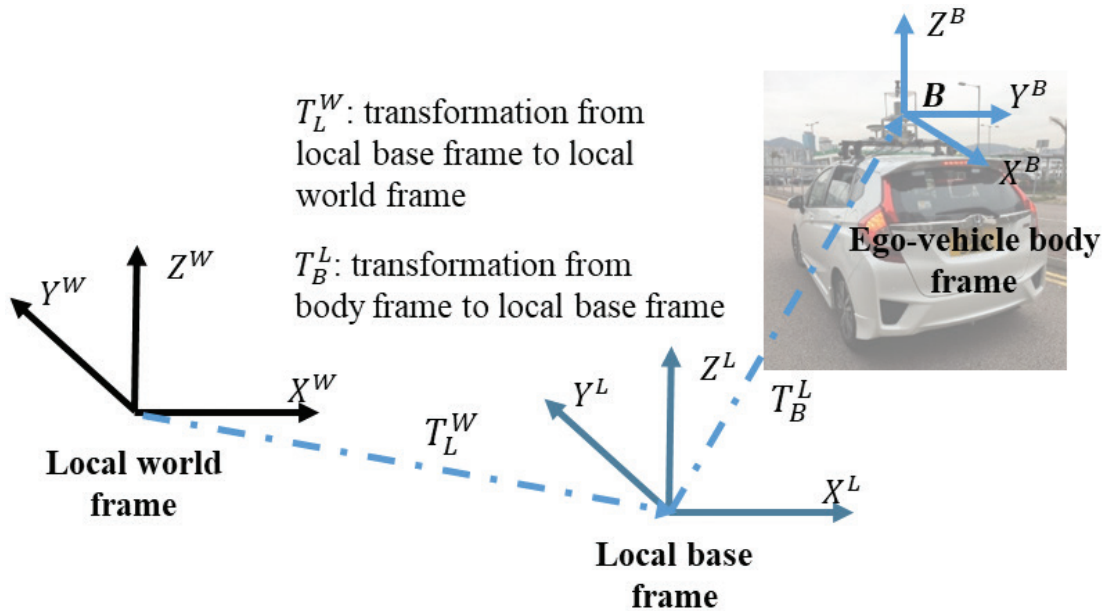 Z^B
B
Y^B
X^B
T_L^W: transformation from
local base frame to local
world frame
T_B^L: transformation from
body frame to local base frame
Ego-vehicle body
frame
Y^W
Z^W
X^W
Local world
frame
T_L^W
Y^L
Z^L
T_B^L
X^L
Local base
frame